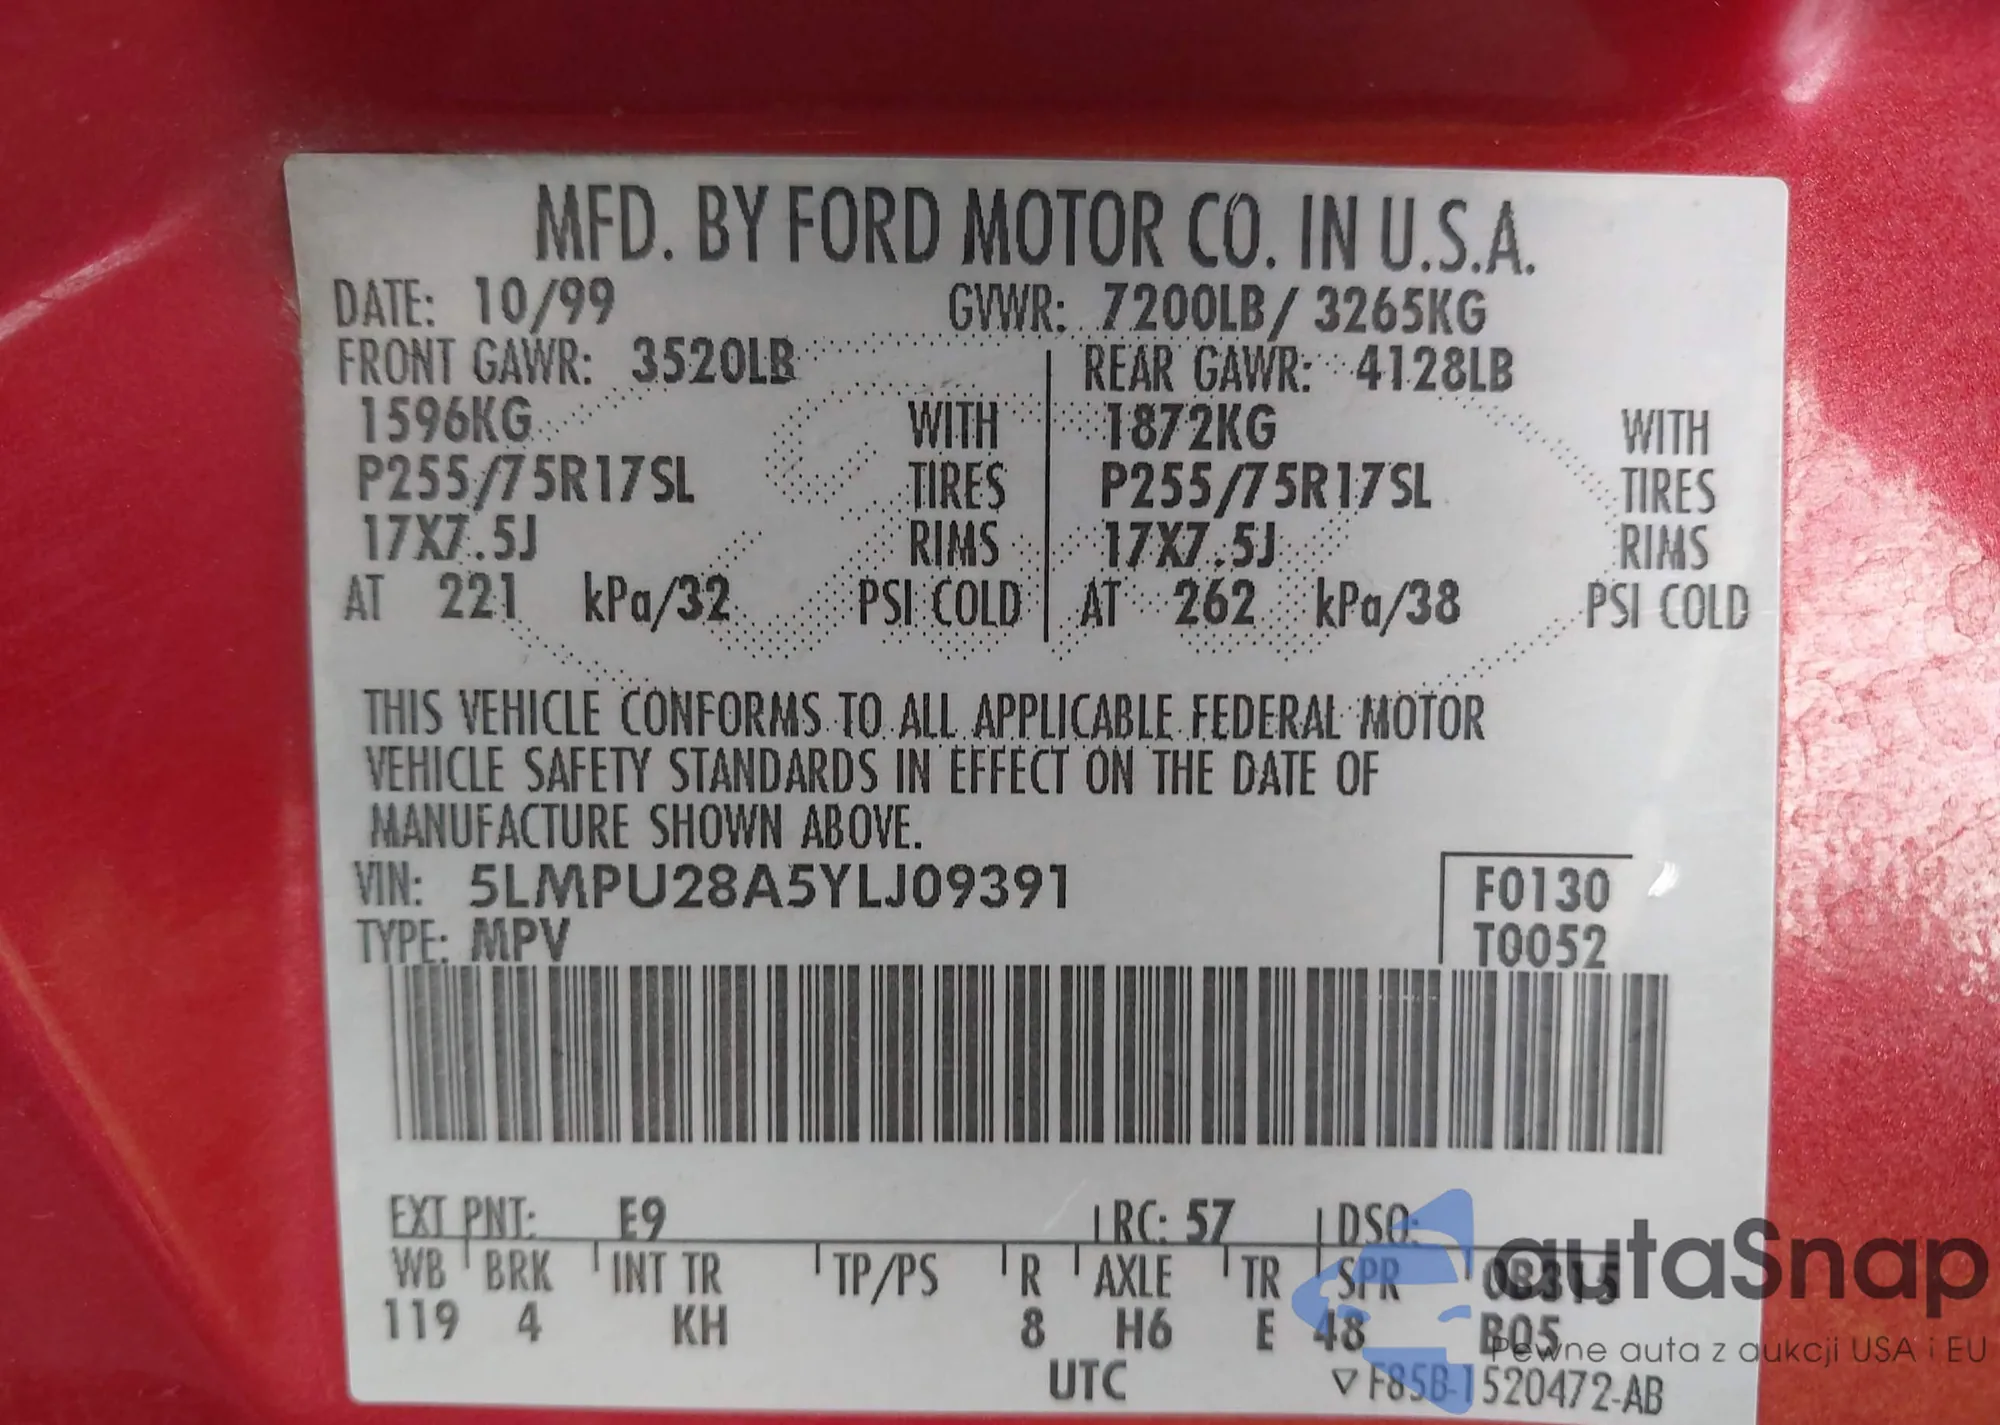 MFD. BY FORD MOTOR CO. IN U.S.A.
DATE: 10/99 GVWR: 7200LB/ 3265KG
FRONT GAWR: 3520LB REAR GAWR: 4128LB
1596KG WITH 1872KG WITH
P255/75R17SL TIRES P255/75R17SL TIRES
17X7.5J RIMS 17X7.5J RIMS
AT 221 kPa/32 PSI COLD AT 262 kPa/38 PSI COLD
THIS VEHICLE CONFORMS TO ALL APPLICABLE FEDERAL MOTOR
VEHICLE SAFETY STANDARDS IN EFFECT ON THE DATE OF
MANUFACTURE SHOWN ABOVE.
VIN: 5LMPU28A5YLJ09391 F0130
TYPE: MPV T0052
EXT PNT: E9 RC: 57 DSO:
WB BRK INT TR TP/PS R AXLE TR SPR
119 4 KH 8 H6 E 48 B05
UTC ▽ F85B-1520472-AB
autaSnap
Pewne auta z aukcji USA i EU